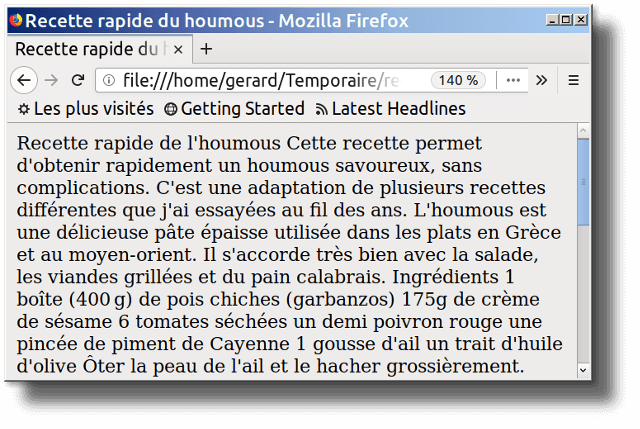 Recette rapide du houmous - Mozilla Firefox
Recette rapide du
file:///home/gerard/Temporaire/re 140 %
Les plus visités Getting Started Latest Headlines
Recette rapide de l'houmous Cette recette permet
d'obtenir rapidement un houmous savoureux, sans
complications. C'est une adaptation de plusieurs recettes
différentes que j'ai essayées au fil des ans. L'houmous est
une délicieuse pâte épaisse utilisée dans les plats en Grèce
et au moyen-orient. Il s'accorde très bien avec la salade,
les viandes grillées et du pain calabrais. Ingrédients 1
boîte (400 g) de pois chiches (garbanzos) 175g de crème
de sésame 6 tomates séchées un demi poivron rouge une
pincée de piment de Cayenne 1 gousse d'ail un trait d'huile
d'olive Ôter la peau de l'ail et le hacher grossièrement.